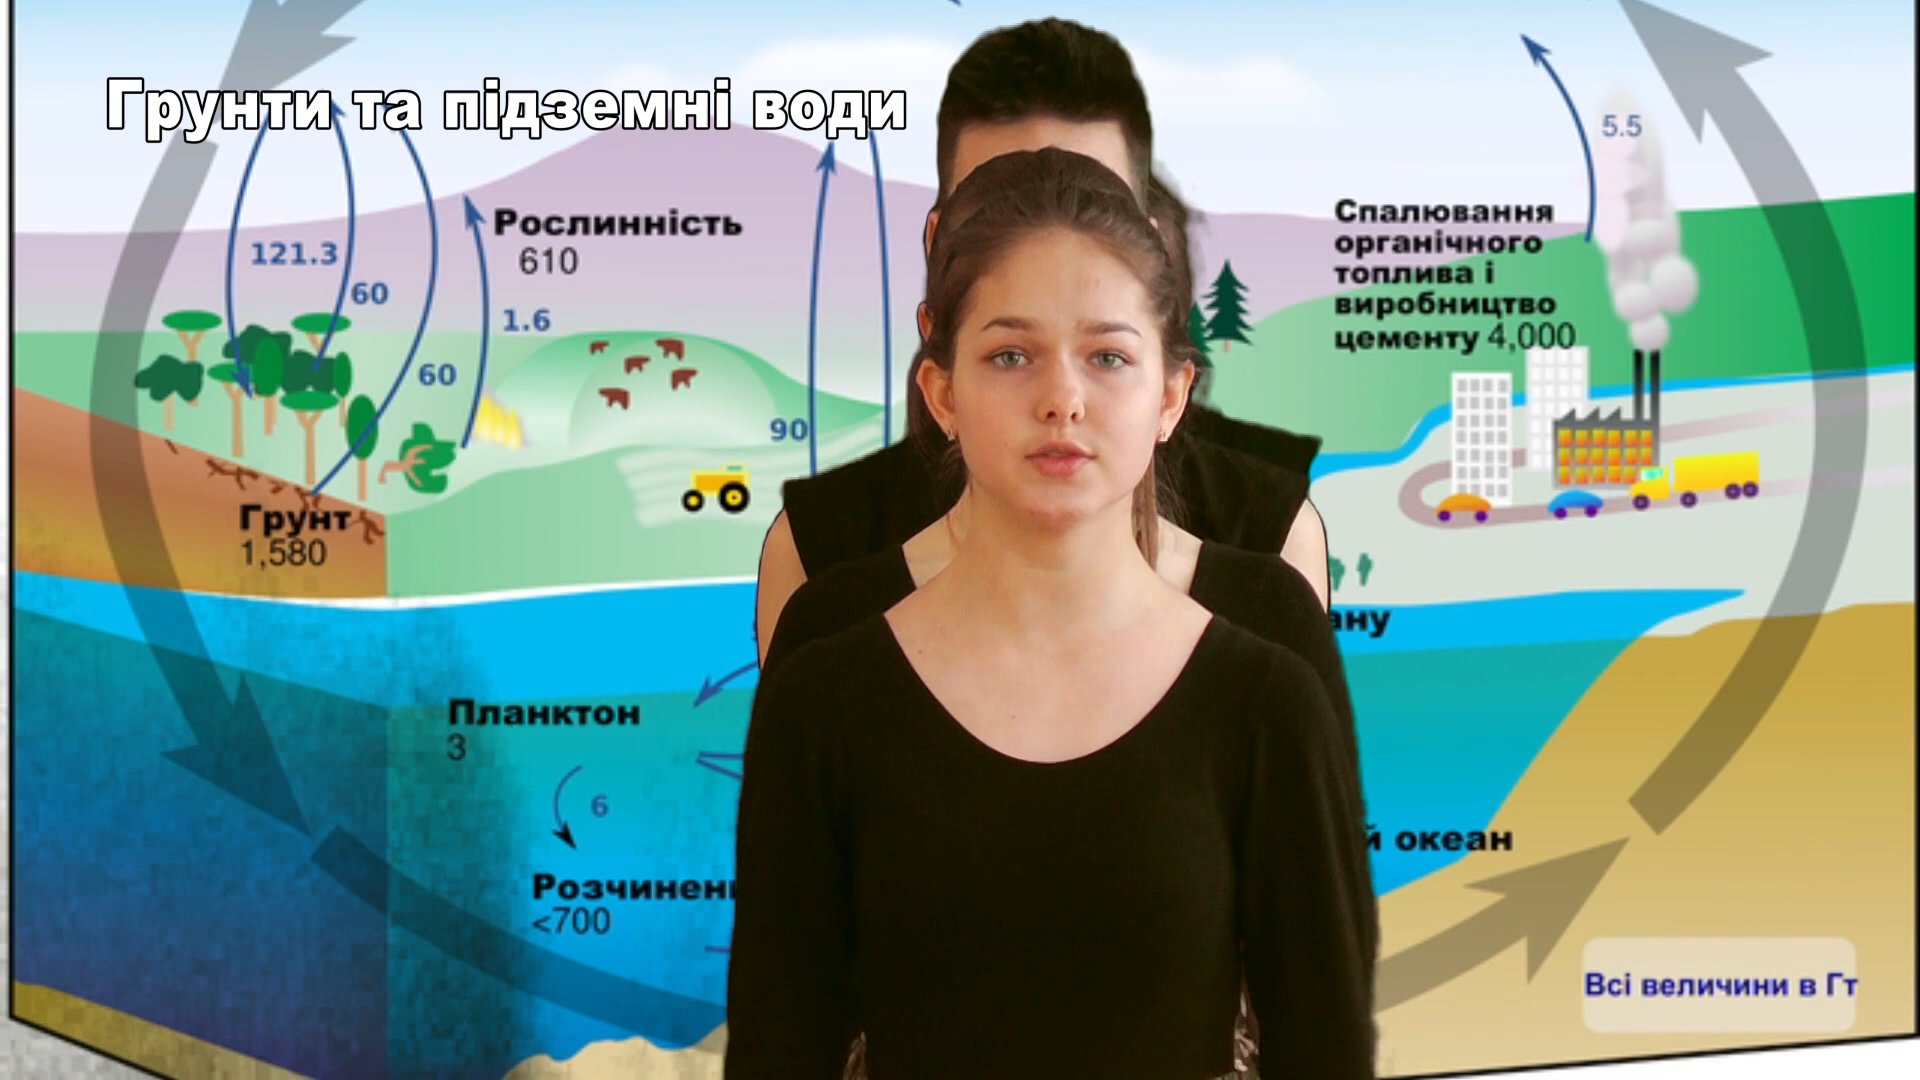 Грунти та підземні води
5.5
Рослинність
610
121.3
60
1.6
60
90
Спалювання
органічного
топлива і
виробництво
цементу 4,000
Грунт
1,580
Планктон
3
6
<700
океан
Всі величини в Гт